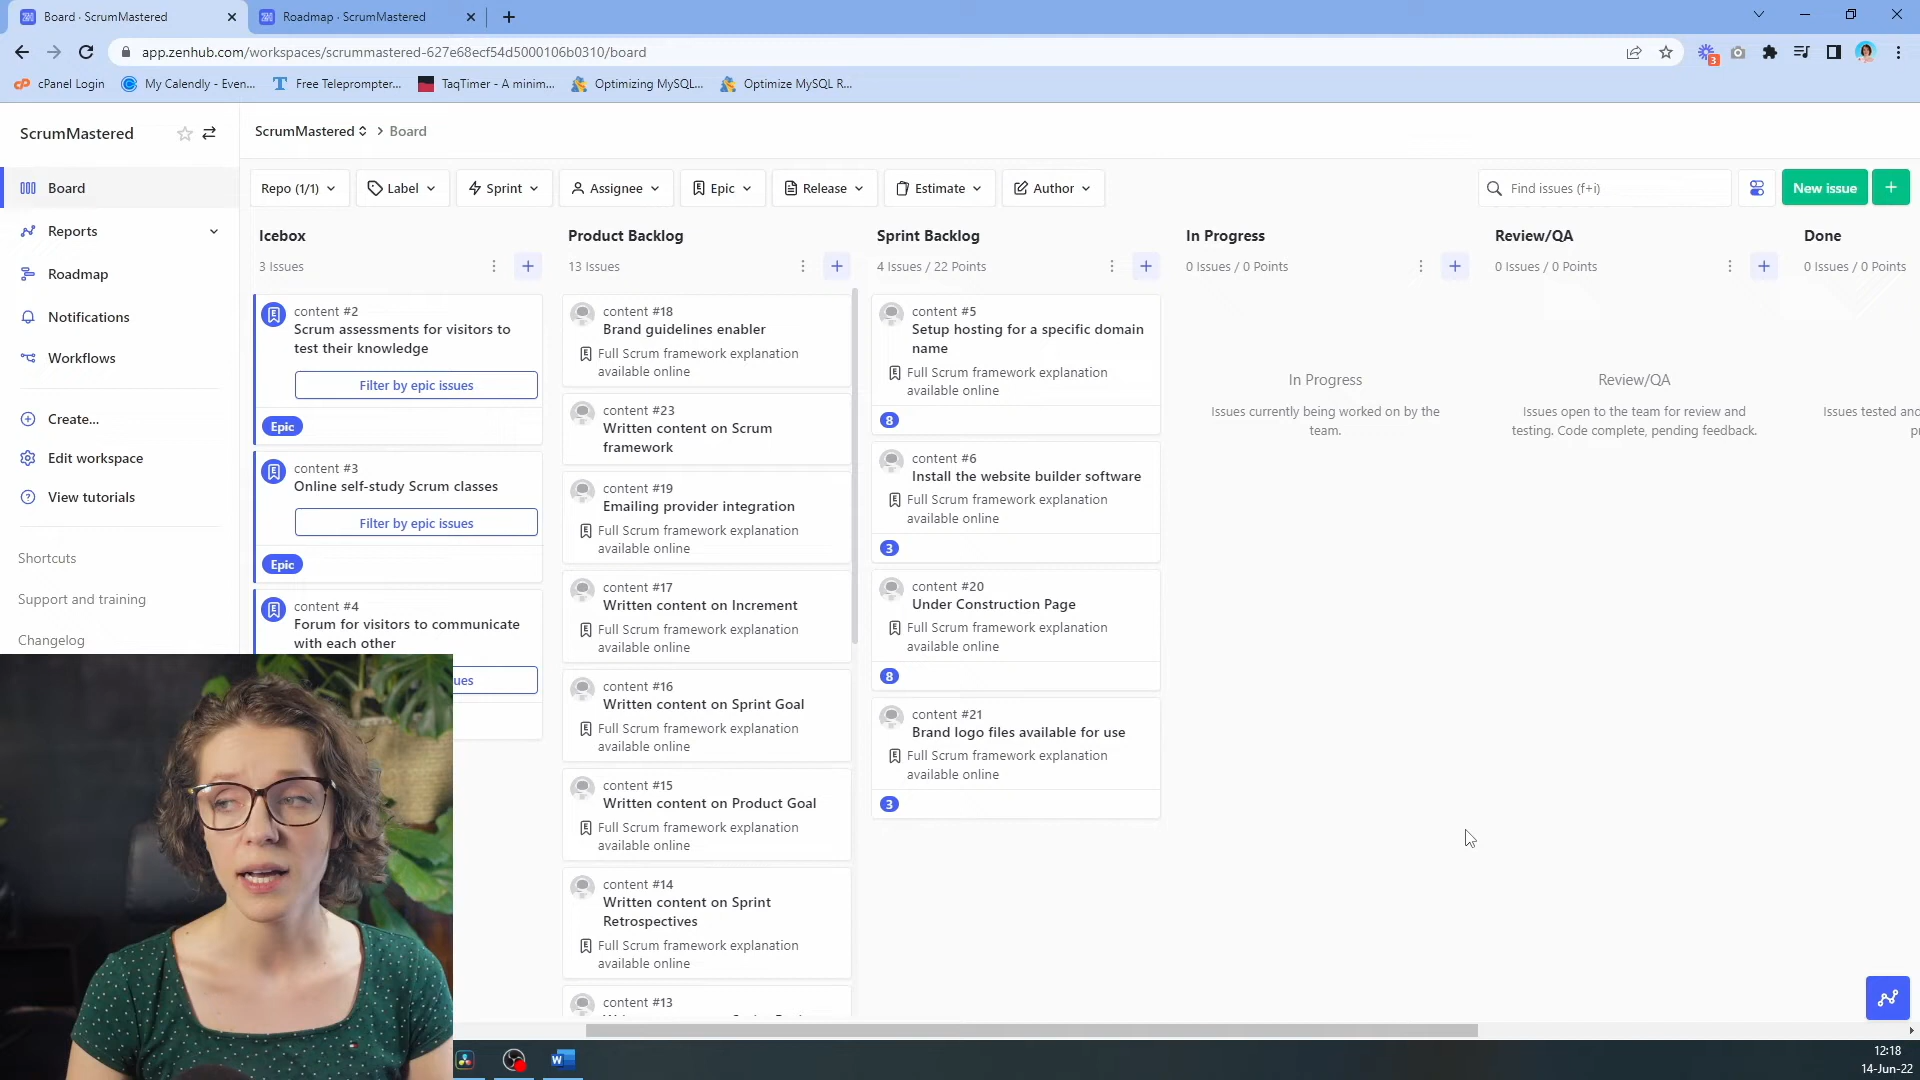 Board · ScrumMastered
Roadmap · ScrumMastered
app.zenhub.com/workspaces/scrummastered-627e68ecf54d5000106b0310/board
3
cPanel Login
My Calendly - Even...
Free Teleprompter...
TaqTimer - A minim...
Optimizing MySQL...
Optimize MySQL R...
ScrumMastered
Board
Reports
Roadmap
Notifications
Workflows
Create...
Edit workspace
View tutorials
Shortcuts
Support and training
Changelog
ScrumMastered > Board
Repo (1/1)
Label
Sprint
Assignee
Epic
Release
Estimate
Author
Find issues (f+i)
New issue
Icebox
3 Issues
content #2
Scrum assessments for visitors to
test their knowledge
Filter by epic issues
Epic
content #3
Online self-study Scrum classes
Filter by epic issues
Epic
content #4
Forum for visitors to communicate
with each other
ues
Product Backlog
13 Issues
content #18
Brand guidelines enabler
Full Scrum framework explanation
available online
content #23
Written content on Scrum
framework
content #19
Emailing provider integration
Full Scrum framework explanation
available online
content #17
Written content on Increment
Full Scrum framework explanation
available online
content #16
Written content on Sprint Goal
Full Scrum framework explanation
available online
content #15
Written content on Product Goal
Full Scrum framework explanation
available online
content #14
Written content on Sprint
Retrospectives
Full Scrum framework explanation
available online
content #13
Sprint Backlog
4 Issues / 22 Points
content #5
Setup hosting for a specific domain
name
Full Scrum framework explanation
available online
8
content #6
Install the website builder software
Full Scrum framework explanation
available online
3
content #20
Under Construction Page
Full Scrum framework explanation
available online
8
content #21
Brand logo files available for use
Full Scrum framework explanation
available online
3
In Progress
0 Issues / 0 Points
In Progress
Issues currently being worked on by the
team.
Review/QA
0 Issues / 0 Points
Review/QA
Issues open to the team for review and
testing. Code complete, pending feedback.
Done
0 Issues / 0 Points
Issues tested and
12:18
14-Jun-22